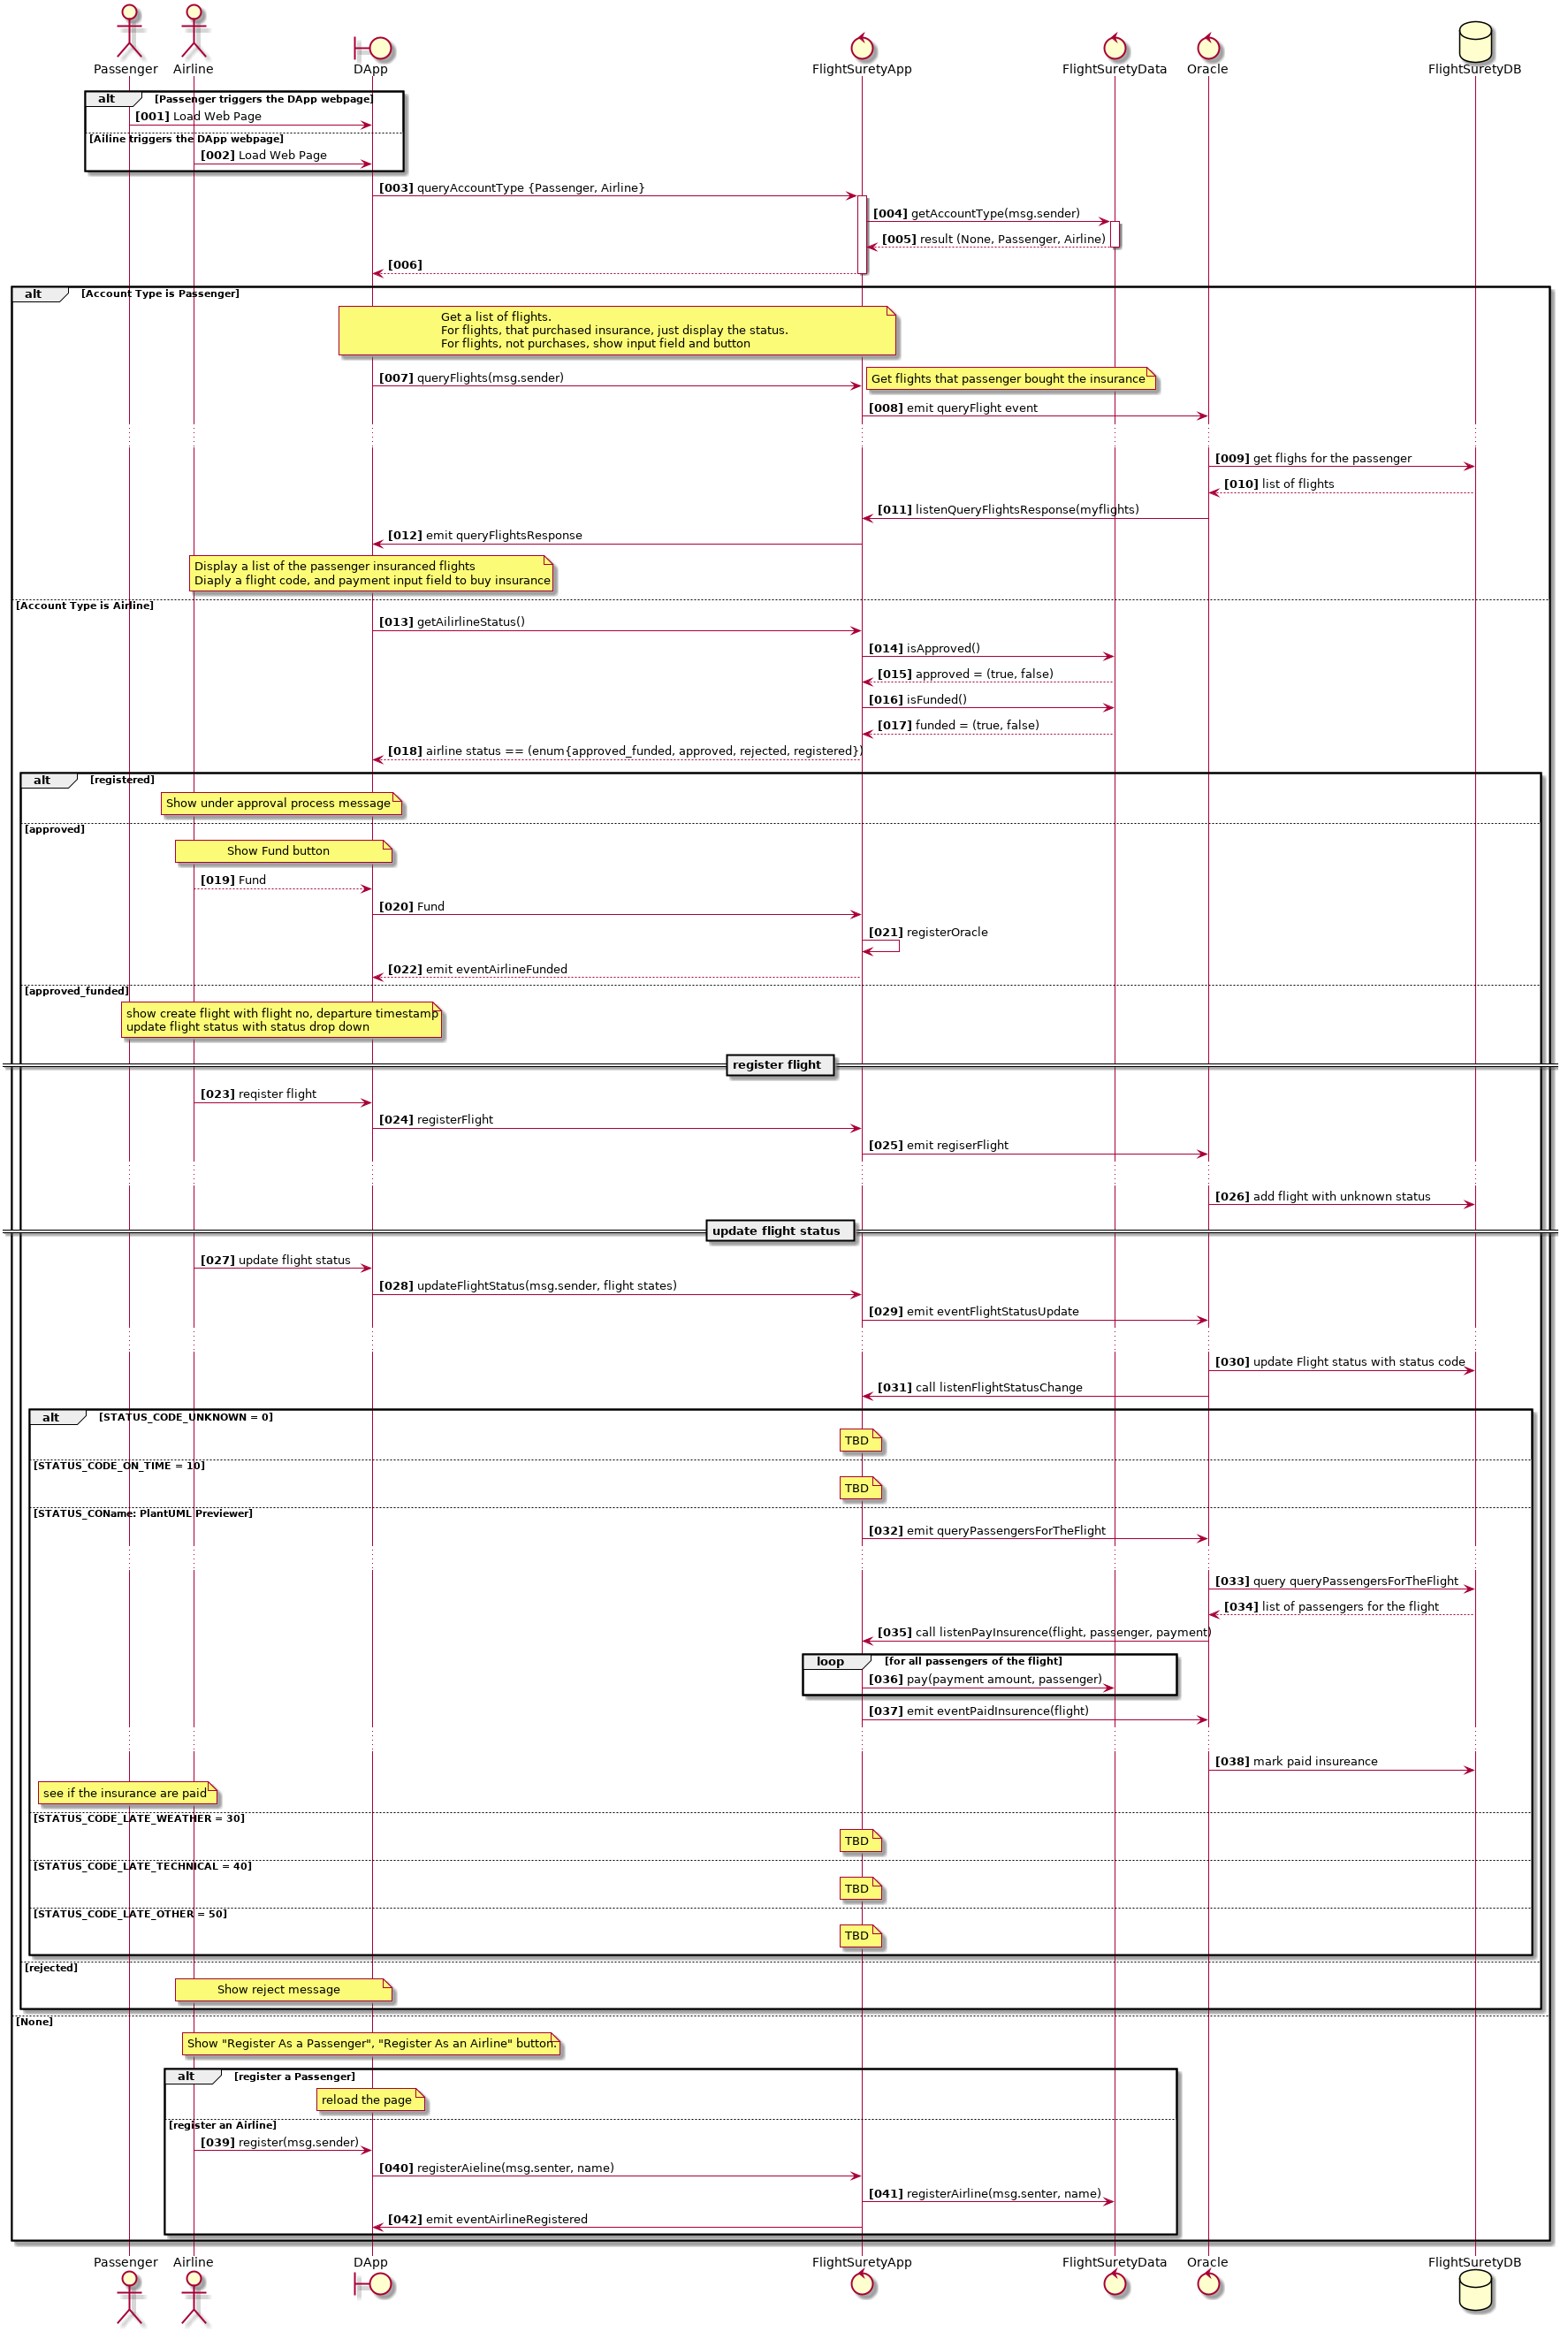 Passenger Airline DApp FlightSuretyApp FlightSuretyData Oracle FlightSuretyDB
alt [Passenger triggers the DApp webpage]
[001] Load Web Page
[Ailine triggers the DApp webpage]
[002] Load Web Page
[003] queryAccountType {Passenger, Airline}
[004] getAccountType(msg.sender)
[005] result (None, Passenger, Airline)
[006]
alt [Account Type is Passenger]
Get a list of flights.
For flights, that purchased insurance, just display the status.
For flights, not purchases, show input field and button
[007] queryFlights(msg.sender)
Get flights that passenger bought the insurance
[008] emit queryFlight event
[009] get flighs for the passenger
[010] list of flights
[011] listenQueryFlightsResponse(myflights)
[012] emit queryFlightsResponse
Display a list of the passenger insuranced flights
Diaply a flight code, and payment input field to buy insurance
[Account Type is Airline]
[013] getAilirlineStatus()
[014] isApproved()
[015] approved = (true, false)
[016] isFunded()
[017] funded = (true, false)
[018] airline status == (enum{approved_funded, approved, rejected, registered})
alt [registered]
Show under approval process message
[approved]
Show Fund button
[019] Fund
[020] Fund
[021] registerOracle
[022] emit eventAirlineFunded
[approved_funded]
show create flight with flight no, departure timestamp
update flight status with status drop down
register flight
[023] reqister flight
[024] registerFlight
[025] emit regiserFlight
[026] add flight with unknown status
update flight status
[027] update flight status
[028] updateFlightStatus(msg.sender, flight states)
[029] emit eventFlightStatusUpdate
[030] update Flight status with status code
[031] call listenFlightStatusChange
alt [STATUS_CODE_UNKNOWN = 0]
TBD
[STATUS_CODE_ON_TIME = 10]
TBD
[STATUS_COName: PlantUML Previewer]
[032] emit queryPassengersForTheFlight
[033] query queryPassengersForTheFlight
[034] list of passengers for the flight
[035] call listenPayInsurence(flight, passenger, payment)
loop [for all passengers of the flight]
[036] pay(payment amount, passenger)
[037] emit eventPaidInsurence(flight)
[038] mark paid insureance
see if the insurance are paid
[STATUS_CODE_LATE_WEATHER = 30]
TBD
[STATUS_CODE_LATE_TECHNICAL = 40]
TBD
[STATUS_CODE_LATE_OTHER = 50]
TBD
[rejected]
Show reject message
[None]
Show "Register As a Passenger", "Register As an Airline" button.
alt [register a Passenger]
reload the page
[register an Airline]
[039] register(msg.sender)
[040] registerAieline(msg.senter, name)
[041] registerAirline(msg.senter, name)
[042] emit eventAirlineRegistered
Passenger Airline DApp FlightSuretyApp FlightSuretyData Oracle FlightSuretyDB